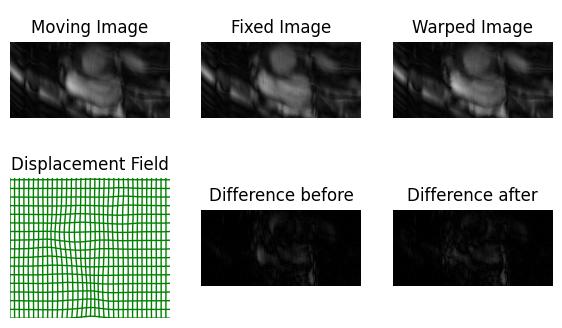 Moving Image
Fixed Image
Warped Image
Displacement Field
Difference before
Difference after